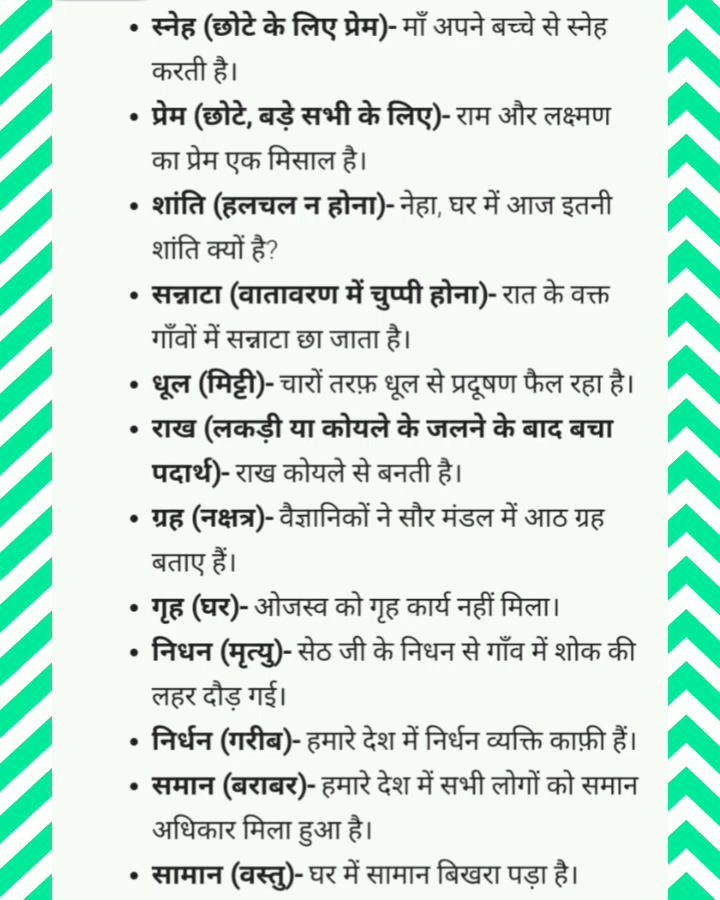 • स्नेह (छोटे के लिए प्रेम)- माँ अपने बच्चे से स्नेह
करती है।
• प्रेम (छोटे, बड़े सभी के लिए)- राम और लक्ष्मण
का प्रेम एक मिसाल है।
• शांति (हलचल न होना)- नेहा, घर में आज इतनी
शांति क्यों है?
• सन्नाटा (वातावरण में चुप्पी होना)- रात के वक्त
गाँवों में सन्नाटा छा जाता है।
• धूल (मिट्टी)- चारों तरफ़ धूल से प्रदूषण फैल रहा है।
• राख (लकड़ी या कोयले के जलने के बाद बचा
पदार्थ)- राख कोयले से बनती है।
• ग्रह (नक्षत्र)- वैज्ञानिकों ने सौर मंडल में आठ ग्रह
बताए हैं।
• गृह (घर)- ओजस्व को गृह कार्य नहीं मिला।
• निधन (मृत्यु)- सेठ जी के निधन से गाँव में शोक की
लहर दौड़ गई।
• निर्धन (गरीब)- हमारे देश में निर्धन व्यक्ति काफ़ी हैं।
• समान (बराबर)- हमारे देश में सभी लोगों को समान
अधिकार मिला हुआ है।
• सामान (वस्तु)- घर में सामान बिखरा पड़ा है।